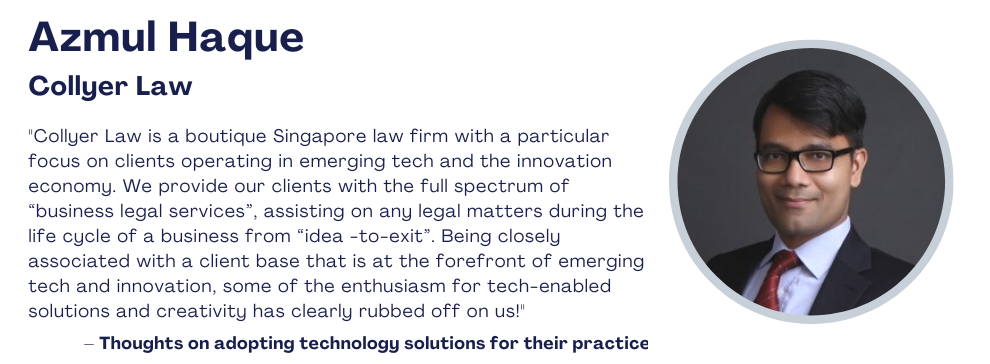 Azmul Haque
Collyer Law
"Collyer Law is a boutique Singapore law firm with a particular
focus on clients operating in emerging tech and the innovation
economy. We provide our clients with the full spectrum of
“business legal services”, assisting on any legal matters during the
life cycle of a business from “idea -to-exit”. Being closely
associated with a client base that is at the forefront of emerging
tech and innovation, some of the enthusiasm for tech-enabled
solutions and creativity has clearly rubbed off on us!"
– Thoughts on adopting technology solutions for their practice